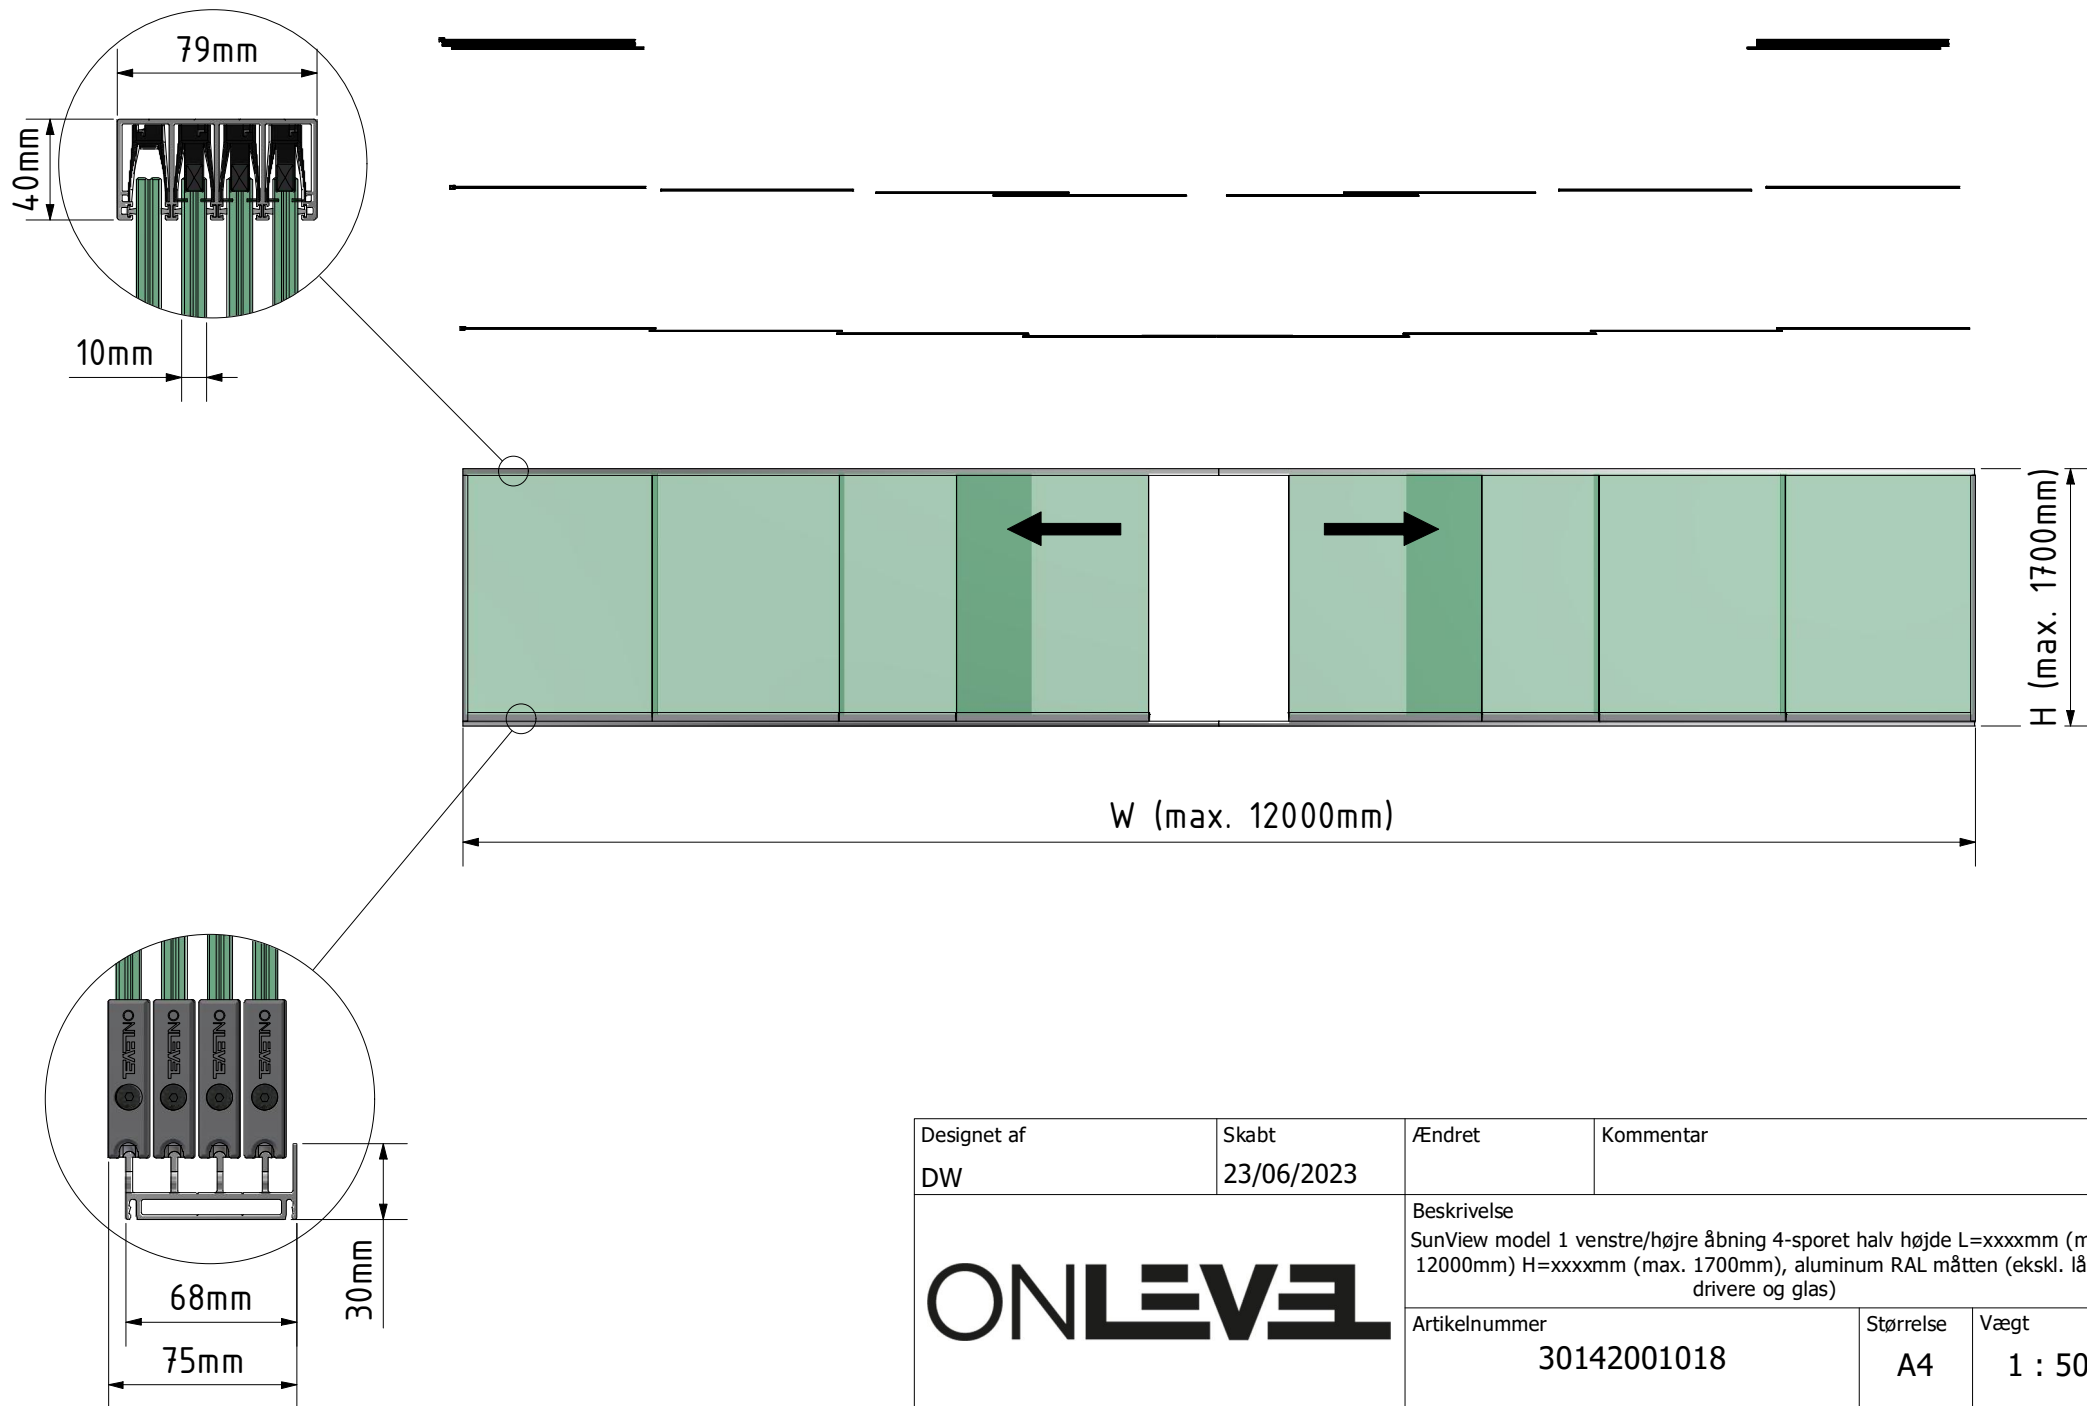 79mm
40mm
10mm
H (max. 1700mm)
W (max. 12000mm)
ONLEVEL ONLEVEL ONLEVEL ONLEVEL
30mm
68mm
75mm
Designet af
DW
Skabt
23/06/2023
Ændret
Kommentar
ONLEVEL
Beskrivelse
SunView model 1 venstre/højre åbning 4-sporet halv højde L=xxxxmm
12000mm) H=xxxxmm (max. 1700mm), aluminum RAL måtten (ekskl.
drivere og glas)
Artikelnummer
30142001018
Størrelse
A4
Vægt
1 : 50